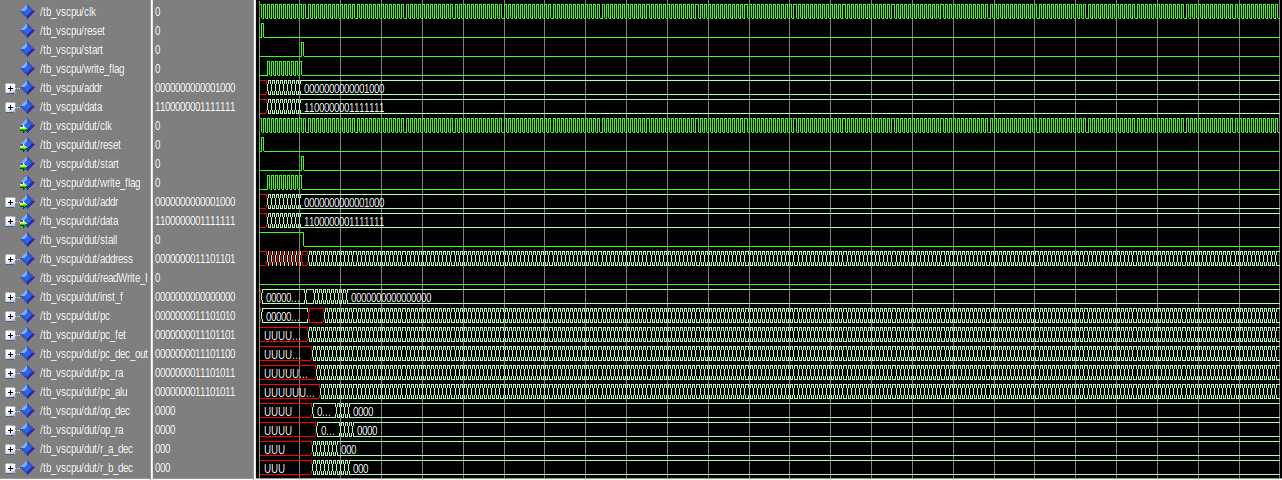 /tb_vscpu/clk 0
/tb_vscpu/reset 0
/tb_vscpu/start 0
/tb_vscpu/write_flag 0
/tb_vscpu/addr 0000000000001000 0000000000001000
/tb_vscpu/data 1100000001111111 1100000001111111
/tb_vscpu/dut/clk 0
/tb_vscpu/dut/reset 0
/tb_vscpu/dut/start 0
/tb_vscpu/dut/write_flag 0
/tb_vscpu/dut/addr 0000000000001000 0000000000001000
/tb_vscpu/dut/data 1100000001111111 1100000001111111
/tb_vscpu/dut/stall 0
/tb_vscpu/dut/address 0000000011101101
/tb_vscpu/dut/readWrite_i 0
/tb_vscpu/dut/inst_f 0000000000000000 00000... 0000000000000000
/tb_vscpu/dut/pc 0000000011101010 00000...
/tb_vscpu/dut/pc_fet 0000000011101101 UUUU...
/tb_vscpu/dut/pc_dec_out 0000000011101100 UUUU...
/tb_vscpu/dut/pc_ra 0000000011101011 UUUUU...
/tb_vscpu/dut/pc_alu 0000000011101011 UUUUUU...
/tb_vscpu/dut/op_dec 0000 UUUU 0... 0000
/tb_vscpu/dut/op_ra 0000 UUUU 0... 0000
/tb_vscpu/dut/r_a_dec 000 UUU 000
/tb_vscpu/dut/r_b_dec 000 UUU 000